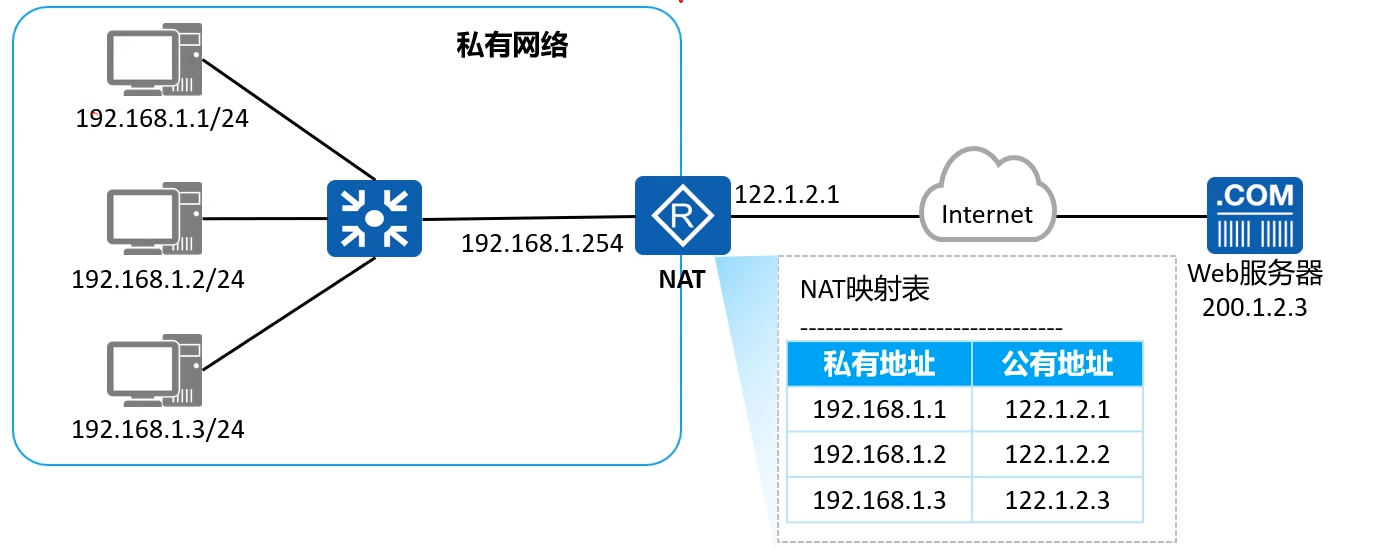 私有网络
192.168.1.1/24
192.168.1.2/24
192.168.1.3/24
192.168.1.254
R
NAT
122.1.2.1
Internet
.COM
Web服务器
200.1.2.3
NAT映射表
-------------------------------
私有地址 公有地址
192.168.1.1 122.1.2.1
192.168.1.2 122.1.2.2
192.168.1.3 122.1.2.3